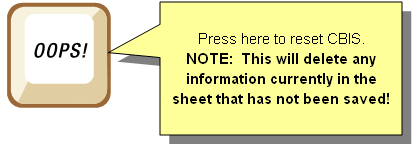 OOPS!
Press here to reset CBIS.
NOTE:  This will delete any
information currently in the
sheet that has not been saved!